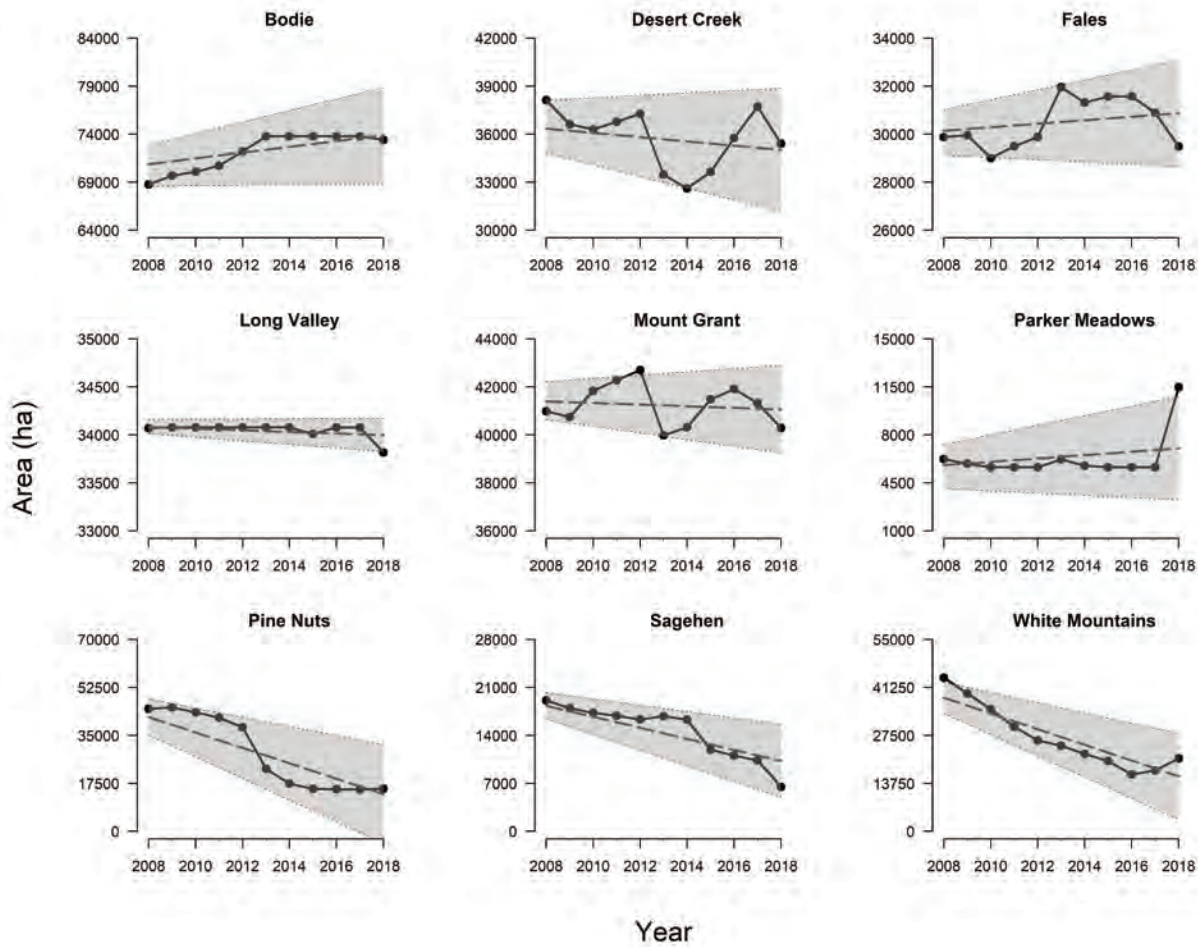 Bodie
84000
79000
74000
69000
64000
2008 2010 2012 2014 2016 2018
Desert Creek
42000
39000
36000
33000
30000
2008 2010 2012 2014 2016 2018
Fales
34000
32000
30000
28000
26000
2008 2010 2012 2014 2016 2018
Long Valley
35000
34500
34000
33500
33000
2008 2010 2012 2014 2016 2018
Mount Grant
44000
42000
40000
38000
36000
2008 2010 2012 2014 2016 2018
Parker Meadows
15000
11500
8000
4500
1000
2008 2010 2012 2014 2016 2018
Pine Nuts
70000
52500
35000
17500
0
2008 2010 2012 2014 2016 2018
Sagehen
28000
21000
14000
7000
0
2008 2010 2012 2014 2016 2018
White Mountains
55000
41250
27500
13750
0
2008 2010 2012 2014 2016 2018
Area (ha)
Year